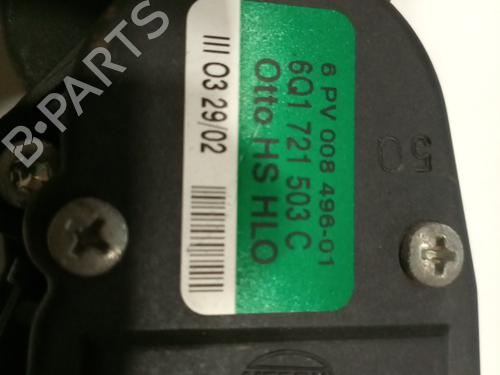 6 PV 008 496-01
6Q1 721 503 C
Otto HS HLO
III 03 29/02
50
B-PARTS